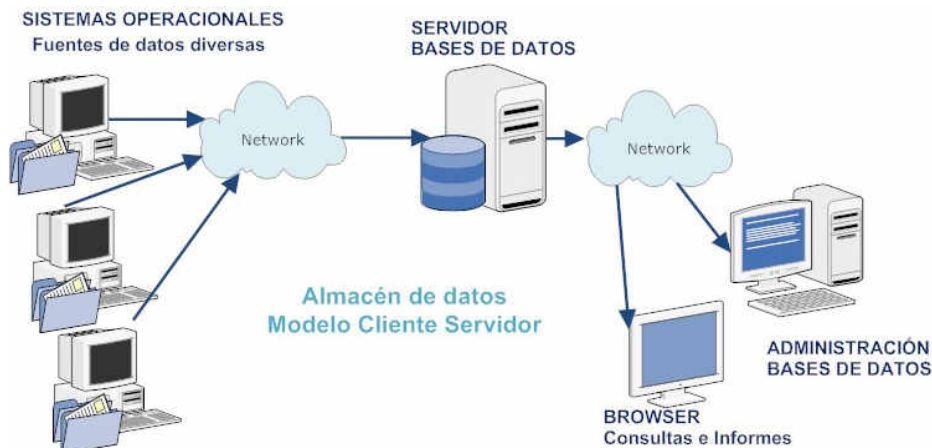 SISTEMAS OPERACIONALES
Fuentes de datos diversas
SERVIDOR
BASES DE DATOS
Network
Network
Almacén de datos
Modelo Cliente Servidor
ADMINISTRACIÓN
BASES DE DATOS
BROWSER
Consultas e Informes